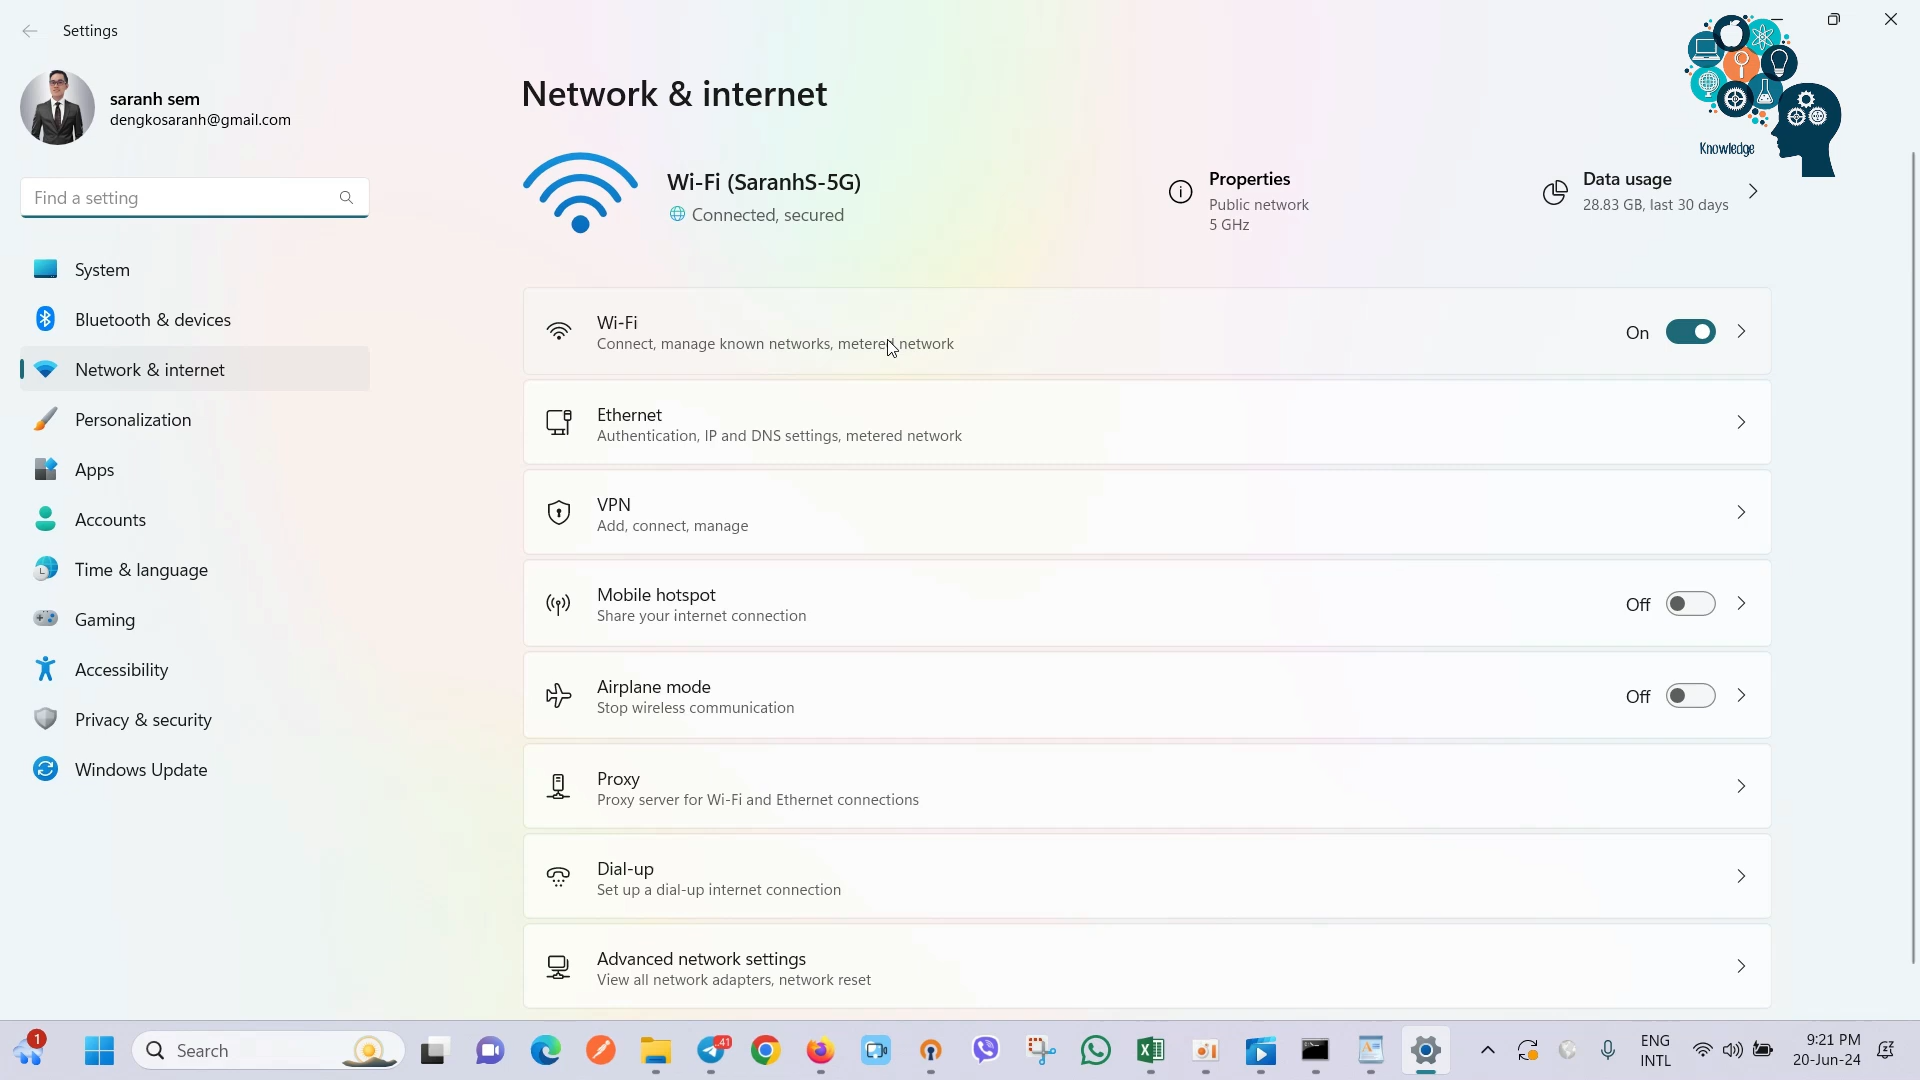 Settings
saranh sem
dengkosaranh@gmail.com
Find a setting
System
Bluetooth & devices
Network & internet
Personalization
Apps
Accounts
Time & language
Gaming
Accessibility
Privacy & security
Windows Update
Network & internet
Knowledge
Wi-Fi (SaranhS-5G)
Connected, secured
Properties
Public network
5 GHz
Data usage
28.83 GB, last 30 days
Wi-Fi
Connect, manage known networks, metered network
On
Ethernet
Authentication, IP and DNS settings, metered network
VPN
Add, connect, manage
Mobile hotspot
Share your internet connection
Off
Airplane mode
Stop wireless communication
Off
Proxy
Proxy server for Wi-Fi and Ethernet connections
Dial-up
Set up a dial-up internet connection
Advanced network settings
View all network adapters, network reset
1
Search
41
ENG
INTL
9:21 PM
20-Jun-24